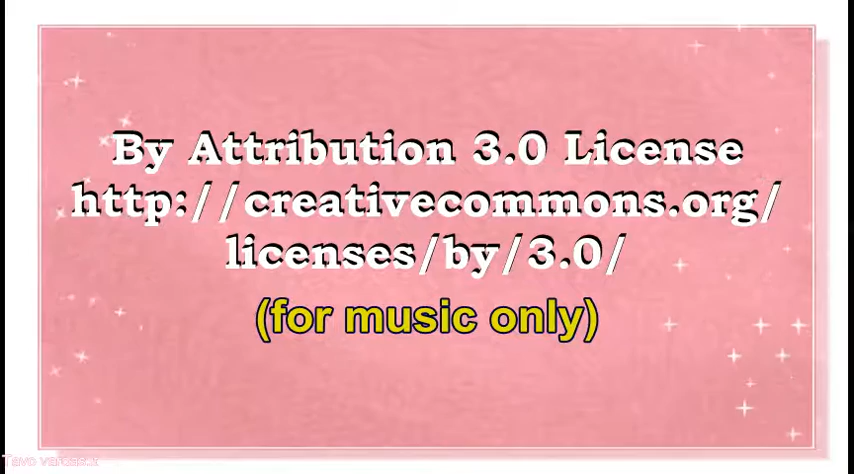 By Attribution 3.0 License
http://creativecommons.org/
licenses/by/3.0/
(for music only)